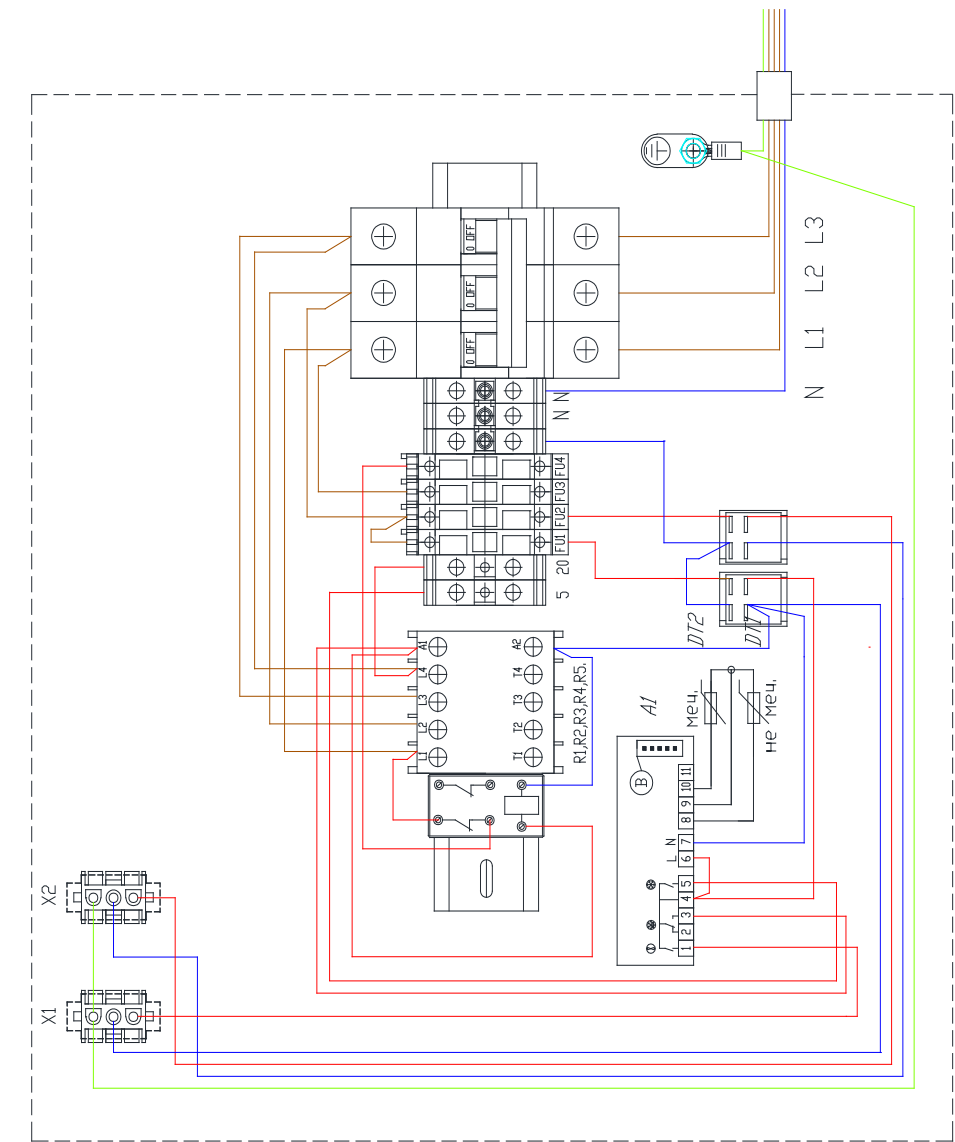 L3
L2
L1
N
0 OFF
0 OFF
0 OFF
N
N
FU4
FU3
FU2
FU1
20
5
A1
L4
L3
L2
L1
A2
T4
T3
T2
T1
R1,R2,R3,R4,R5.
DT2
DT1
A1
меч.
не меч.
B
11
10
9
8
N
7
L
6
5
4
3
2
1
X2
X1